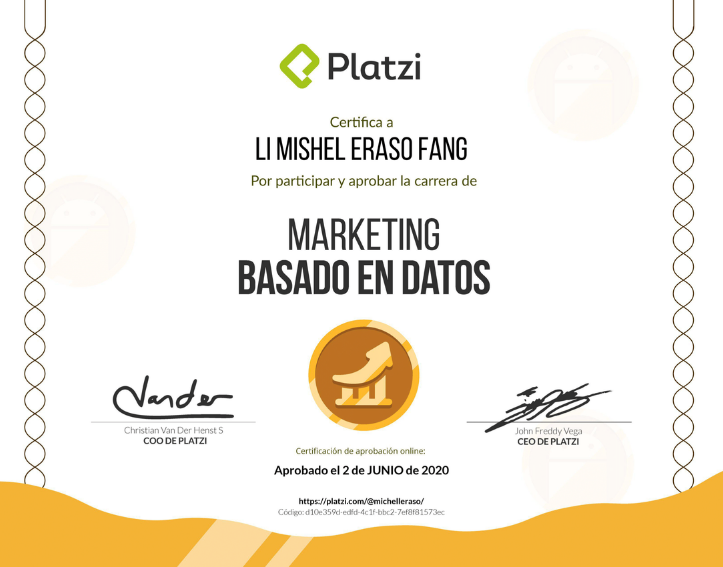 Platzi
Certifica a
LI MISHEL ERASO FANG
Por participar y aprobar la carrera de
MARKETING
BASADO EN DATOS
Vander
Christian Van Der Henst S
COO DE PLATZI
John Freddy Vega
CEO DE PLATZI
Certificación de aprobación online:
Aprobado el 2 de JUNIO de 2020
https://platzi.com/@michelleraso/
Código: d10e359d-edfd-4c1f-bbc2-7ef8f81573ec